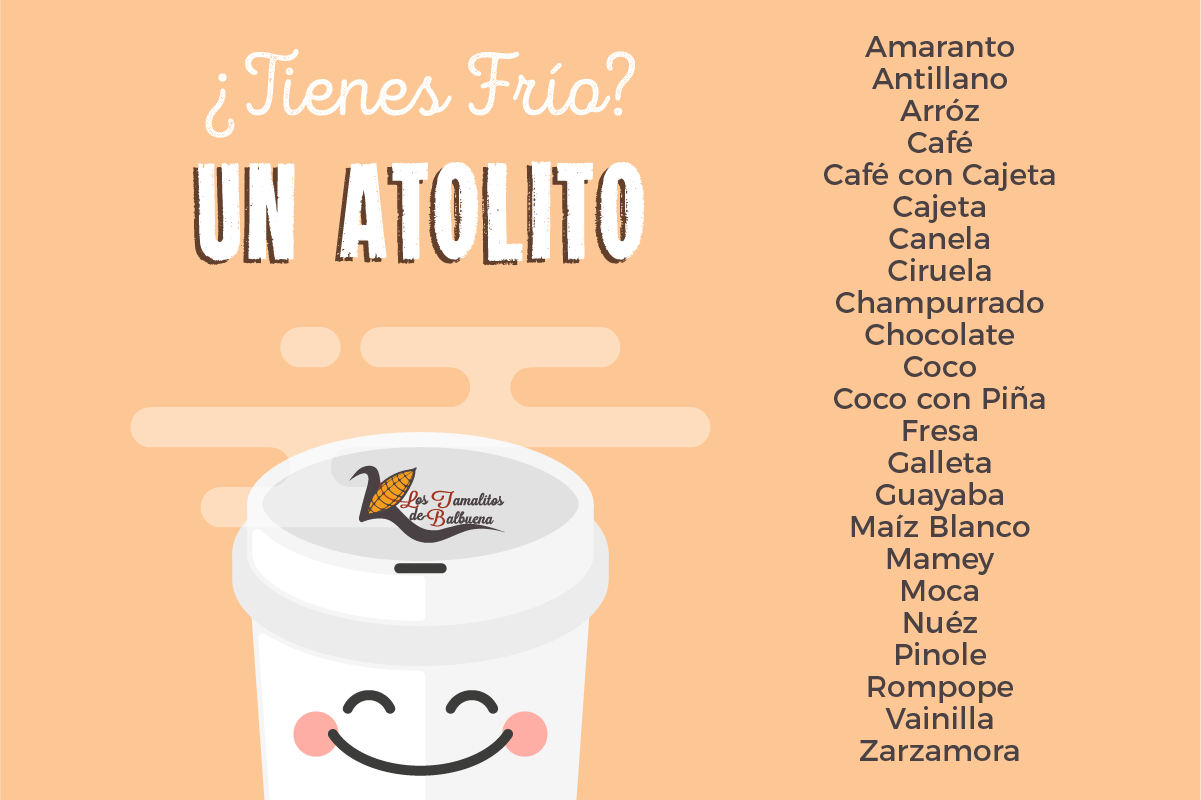 ¿Tienes Frío?
UN ATOLITO
Los Tamalitos
de Balbuena
Amaranto
Antillano
Arróz
Café
Café con Cajeta
Cajeta
Canela
Ciruela
Champurrado
Chocolate
Coco
Coco con Piña
Fresa
Galleta
Guayaba
Maíz Blanco
Mamey
Moca
Nuéz
Pinole
Rompope
Vainilla
Zarzamora